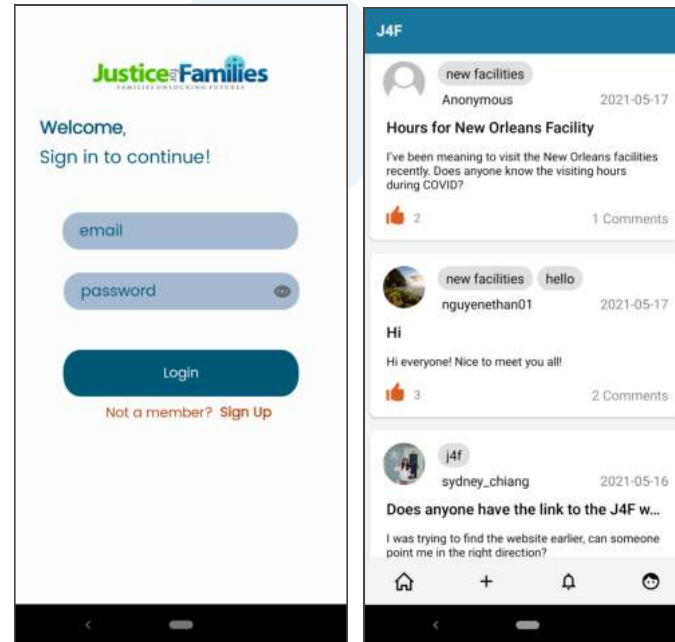 Justice for Families
FAMILIES UNLOCKING FUTURES
Welcome,
Sign in to continue!
email
password
Login
Not a member? Sign Up
J4F
new facilities
Anonymous 2021-05-17
Hours for New Orleans Facility
I've been meaning to visit the New Orleans facilities
recently. Does anyone know the visiting hours
during COVID?
2 1 Comments
new facilities hello
nguyenethan01 2021-05-17
Hi
Hi everyone! Nice to meet you all!
3 2 Comments
j4f
sydney_chiang 2021-05-16
Does anyone have the link to the J4F w...
I was trying to find the website earlier, can someone
point me in the right direction?